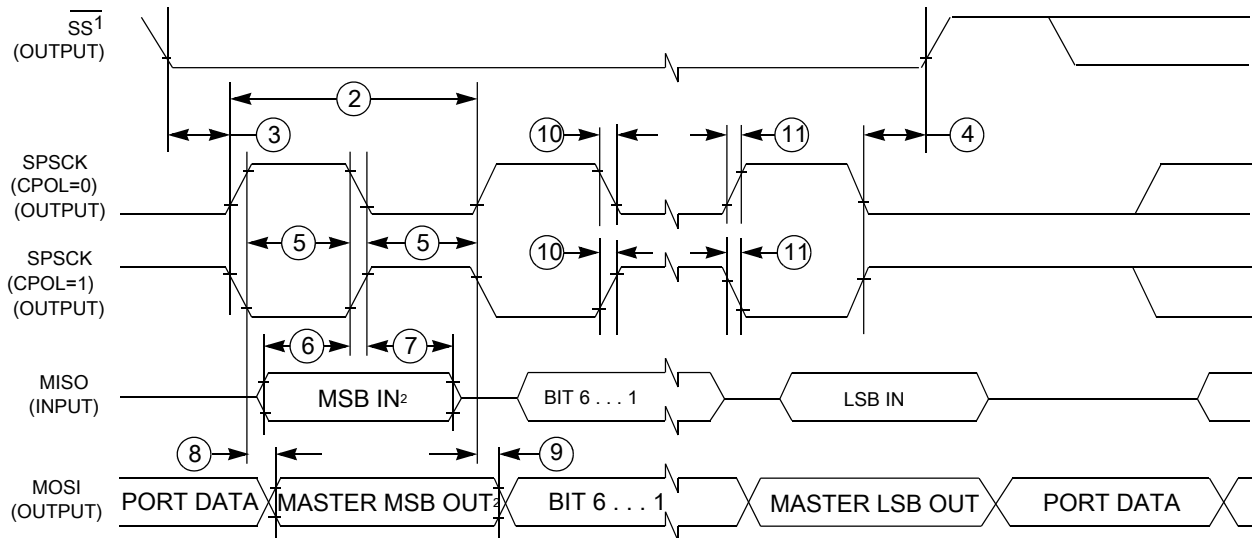 SS1
(OUTPUT)
2
3
10
11
4
SPSCK
(CPOL=0)
(OUTPUT)
5
5
SPSCK
(CPOL=1)
(OUTPUT)
10
11
6
7
MISO
(INPUT)
MSB IN2
BIT 6 . . . 1
LSB IN
8
9
MOSI
(OUTPUT)
PORT DATA
MASTER MSB OUT2
BIT 6 . . . 1
MASTER LSB OUT
PORT DATA